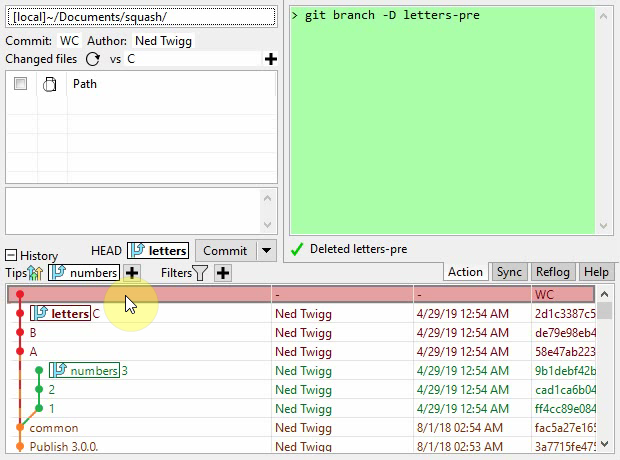 [local]~/Documents/squash/
Commit: WC Author: Ned Twigg
Changed files vs C
Path
> git branch -D letters-pre
HEAD letters Commit
Deleted letters-pre
History
Tips numbers Filters
Action Sync Reflog Help
- - WC
letters C Ned Twigg 4/29/19 12:54 AM 2d1c3387c5
B Ned Twigg 4/29/19 12:54 AM de79e98eb4
A Ned Twigg 4/29/19 12:54 AM 58e47ab223
numbers 3 Ned Twigg 4/29/19 12:54 AM 9b1debf42b
2 Ned Twigg 4/29/19 12:54 AM cad1ca6b04
1 Ned Twigg 4/29/19 12:54 AM ff4cc89e084
common Ned Twigg 8/1/18 02:54 AM fac5a27e165
Publish 3.0.0. Ned Twigg 8/1/18 02:53 AM 3a7715fe475